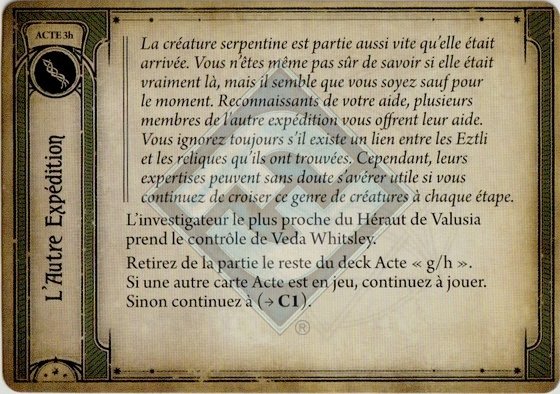 ACTE 3h
L'Autre Expédition
La créature serpentine est partie aussi vite qu'elle était
arrivée. Vous n'êtes même pas sûr de savoir si elle était
vraiment là, mais il semble que vous soyez sauf pour
le moment. Reconnaissants de votre aide, plusieurs
membres de l'autre expédition vous offrent leur aide.
Vous ignorez toujours s'il existe un lien entre les Eztli
et les reliques qu'ils ont trouvées. Cependant, leurs
expertises peuvent sans doute s'avérer utile si vous
continuez de croiser ce genre de créatures à chaque étape.
L'investigateur le plus proche du Héraut de Valusia
prend le contrôle de Veda Whitsley.
Retirez de la partie le reste du deck Acte « g/h ».
Si une autre carte Acte est en jeu, continuez à jouer.
Sinon continuez à (→ C1).
®